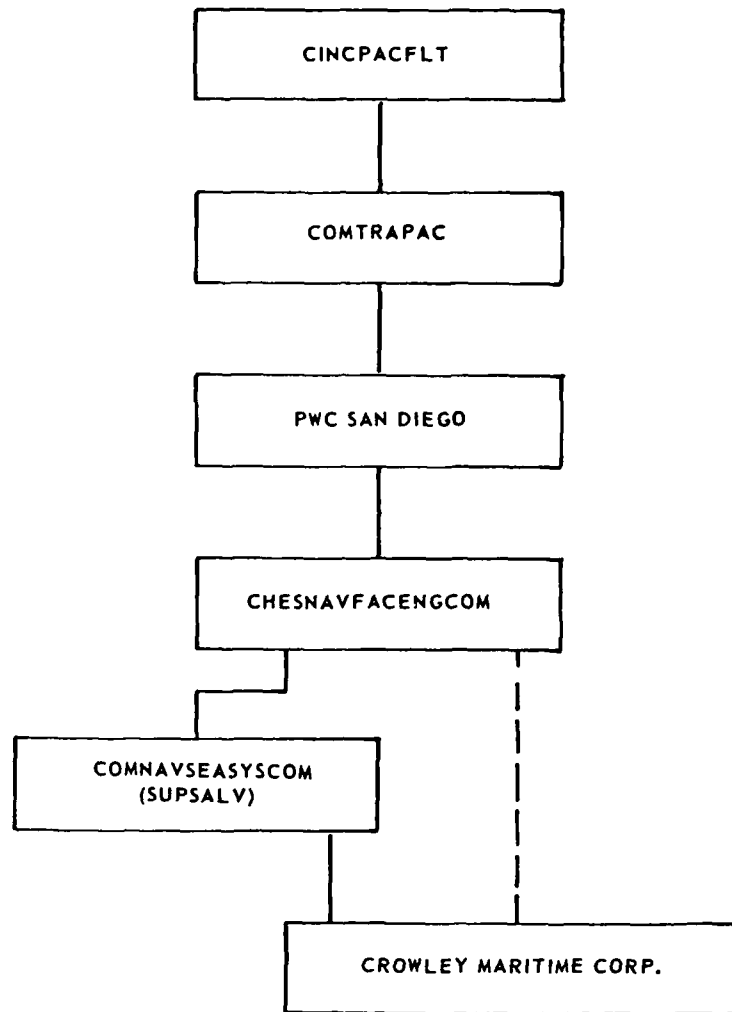 CINCPACFLT
COMTRAPAC
PWC SAN DIEGO
CHESNAVFACENGCOM
COMNAVSEASYSCOM
(SUPSALV)
CROWLEY MARITIME CORP.